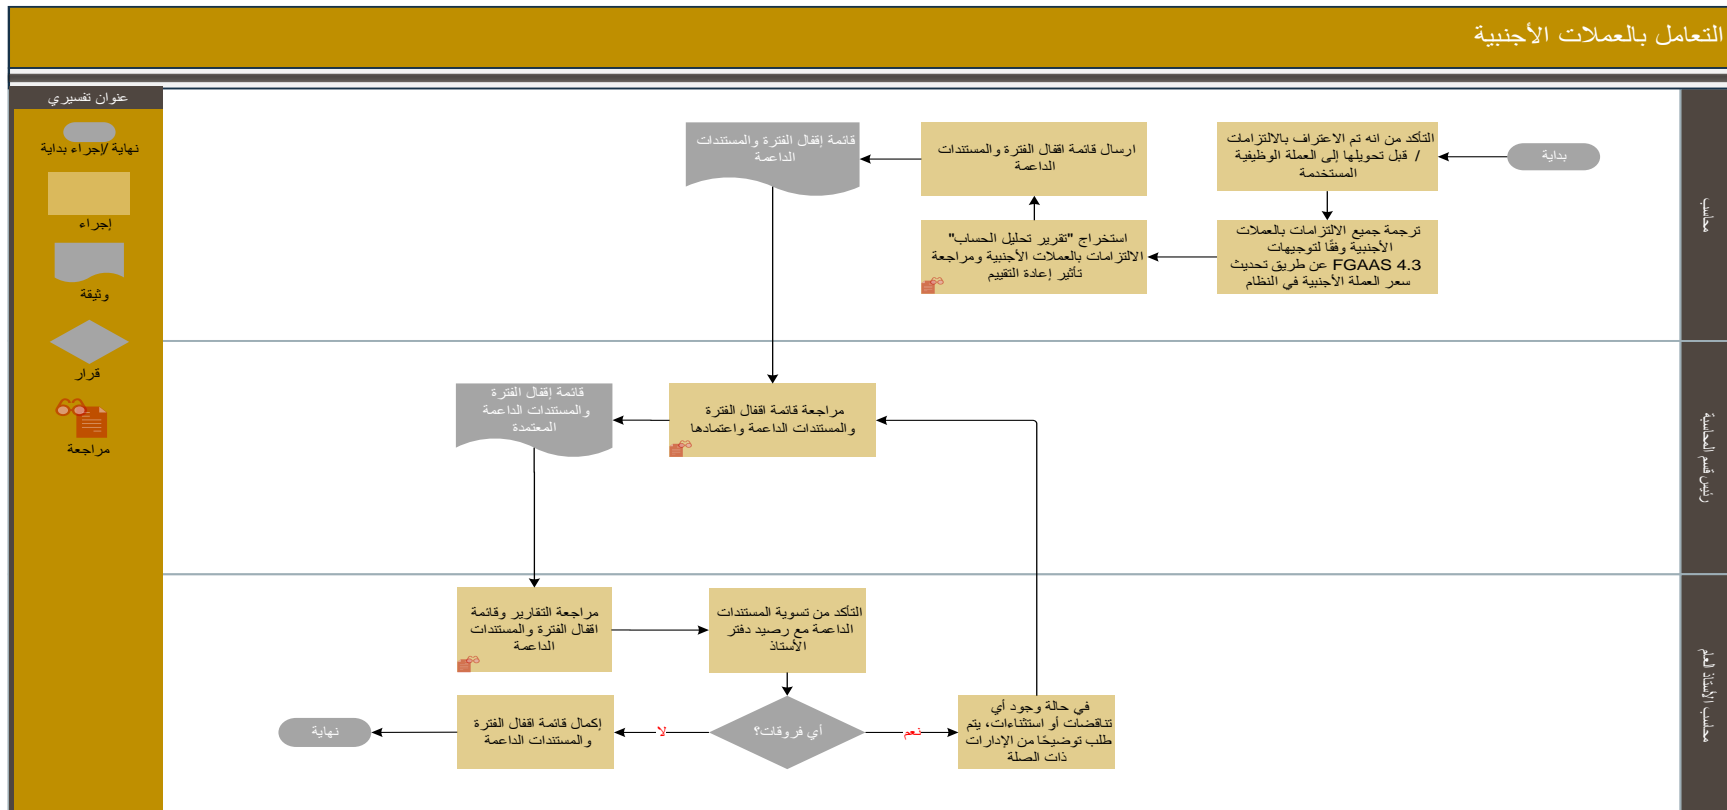 التعامل بالعملات الأجنبية
عنوان تفسيري
نهاية /إجراء بداية
إجراء
وثيقة
قرار
مراجعة
محاسب
بداية
التأكد من انه تم الاعتراف بالالتزامات
/ قبل تحويلها إلى العملة الوظيفية
المستخدمة
ترجمة جميع الالتزامات بالعملات
الأجنبية وفقًا لتوجيهات
FGAAS 4.3 عن طريق تحديث
سعر العملة الأجنبية في النظام
استخراج "تقرير تحليل الحساب"
الالتزامات بالعملات الأجنبية ومراجعة
تأثير إعادة التقييم
ارسال قائمة اقفال الفترة والمستندات
الداعمة
قائمة إقفال الفترة والمستندات
الداعمة
رئيس قسم المحاسبة
مراجعة قائمة اقفال الفترة
والمستندات الداعمة واعتمادها
قائمة إقفال الفترة
والمستندات الداعمة
المعتمدة
محاسب الأستاذ العام
مراجعة التقارير وقائمة
اقفال الفترة والمستندات
الداعمة
التأكد من تسوية المستندات
الداعمة مع رصيد دفتر
الأستاذ
أي فروقات؟
نعم
في حالة وجود أي
تناقضات أو استثناءات، يتم
طلب توضيحًا من الإدارات
ذات الصلة
لا
إكمال قائمة اقفال الفترة
والمستندات الداعمة
نهاية